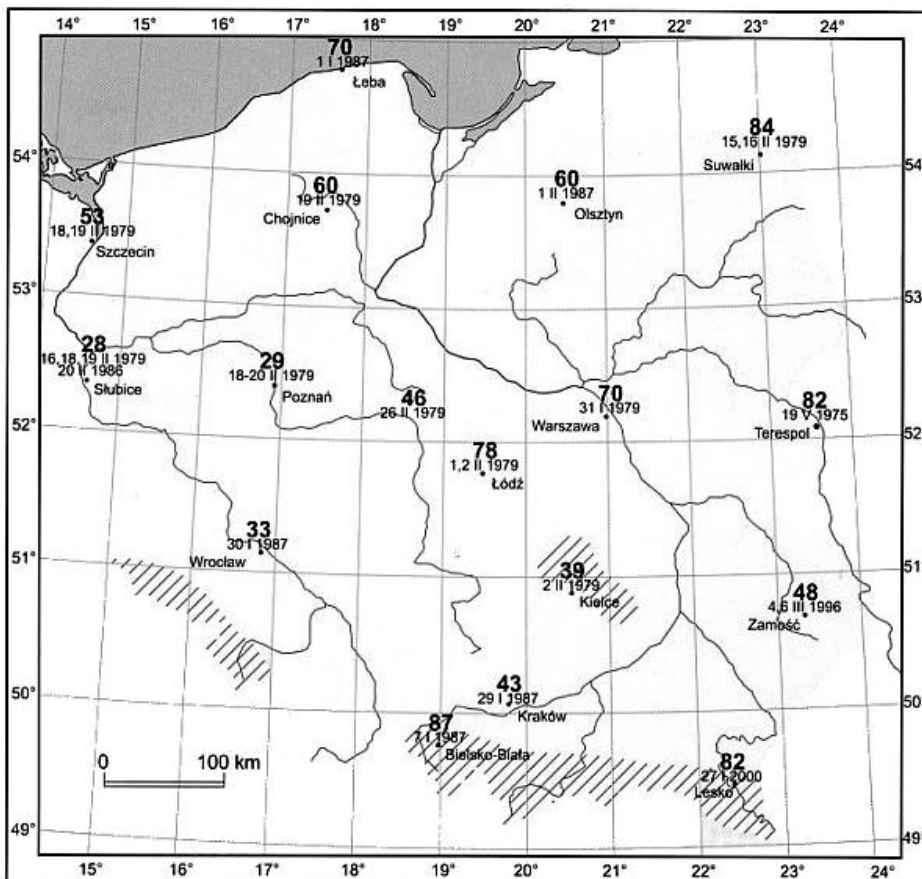 14° 15° 16° 17° 18° 19° 20° 21° 22° 23° 24°
70
1 I 1987
Łeba
84
15,16 II 1979
Suwałki
54°
54°
60
19 II 1979
Chojnice
60
1 II 1987
Olsztyn
53
18,19 II 1979
Szczecin
53°
53°
28
16,18,19 II 1979
20 II 1986
Słubice
29
18-20 II 1979
Poznań
46
26 II 1979
70
31 I 1979
Warszawa
82
19 V 1975
Terespol
52°
52°
78
1,2 II 1979
Łódź
33
30 I 1987
Wrocław
51°
51°
39
2 II 1979
Kielce
48
4,6 III 1996
Zamość
50°
50°
43
29 I 1987
Kraków
87
7 I 1987
Bielsko-Biała
82
27 I 2000
Lesko
0 100 km
49°
49°
15° 16° 17° 18° 19° 20° 21° 22° 23° 24°